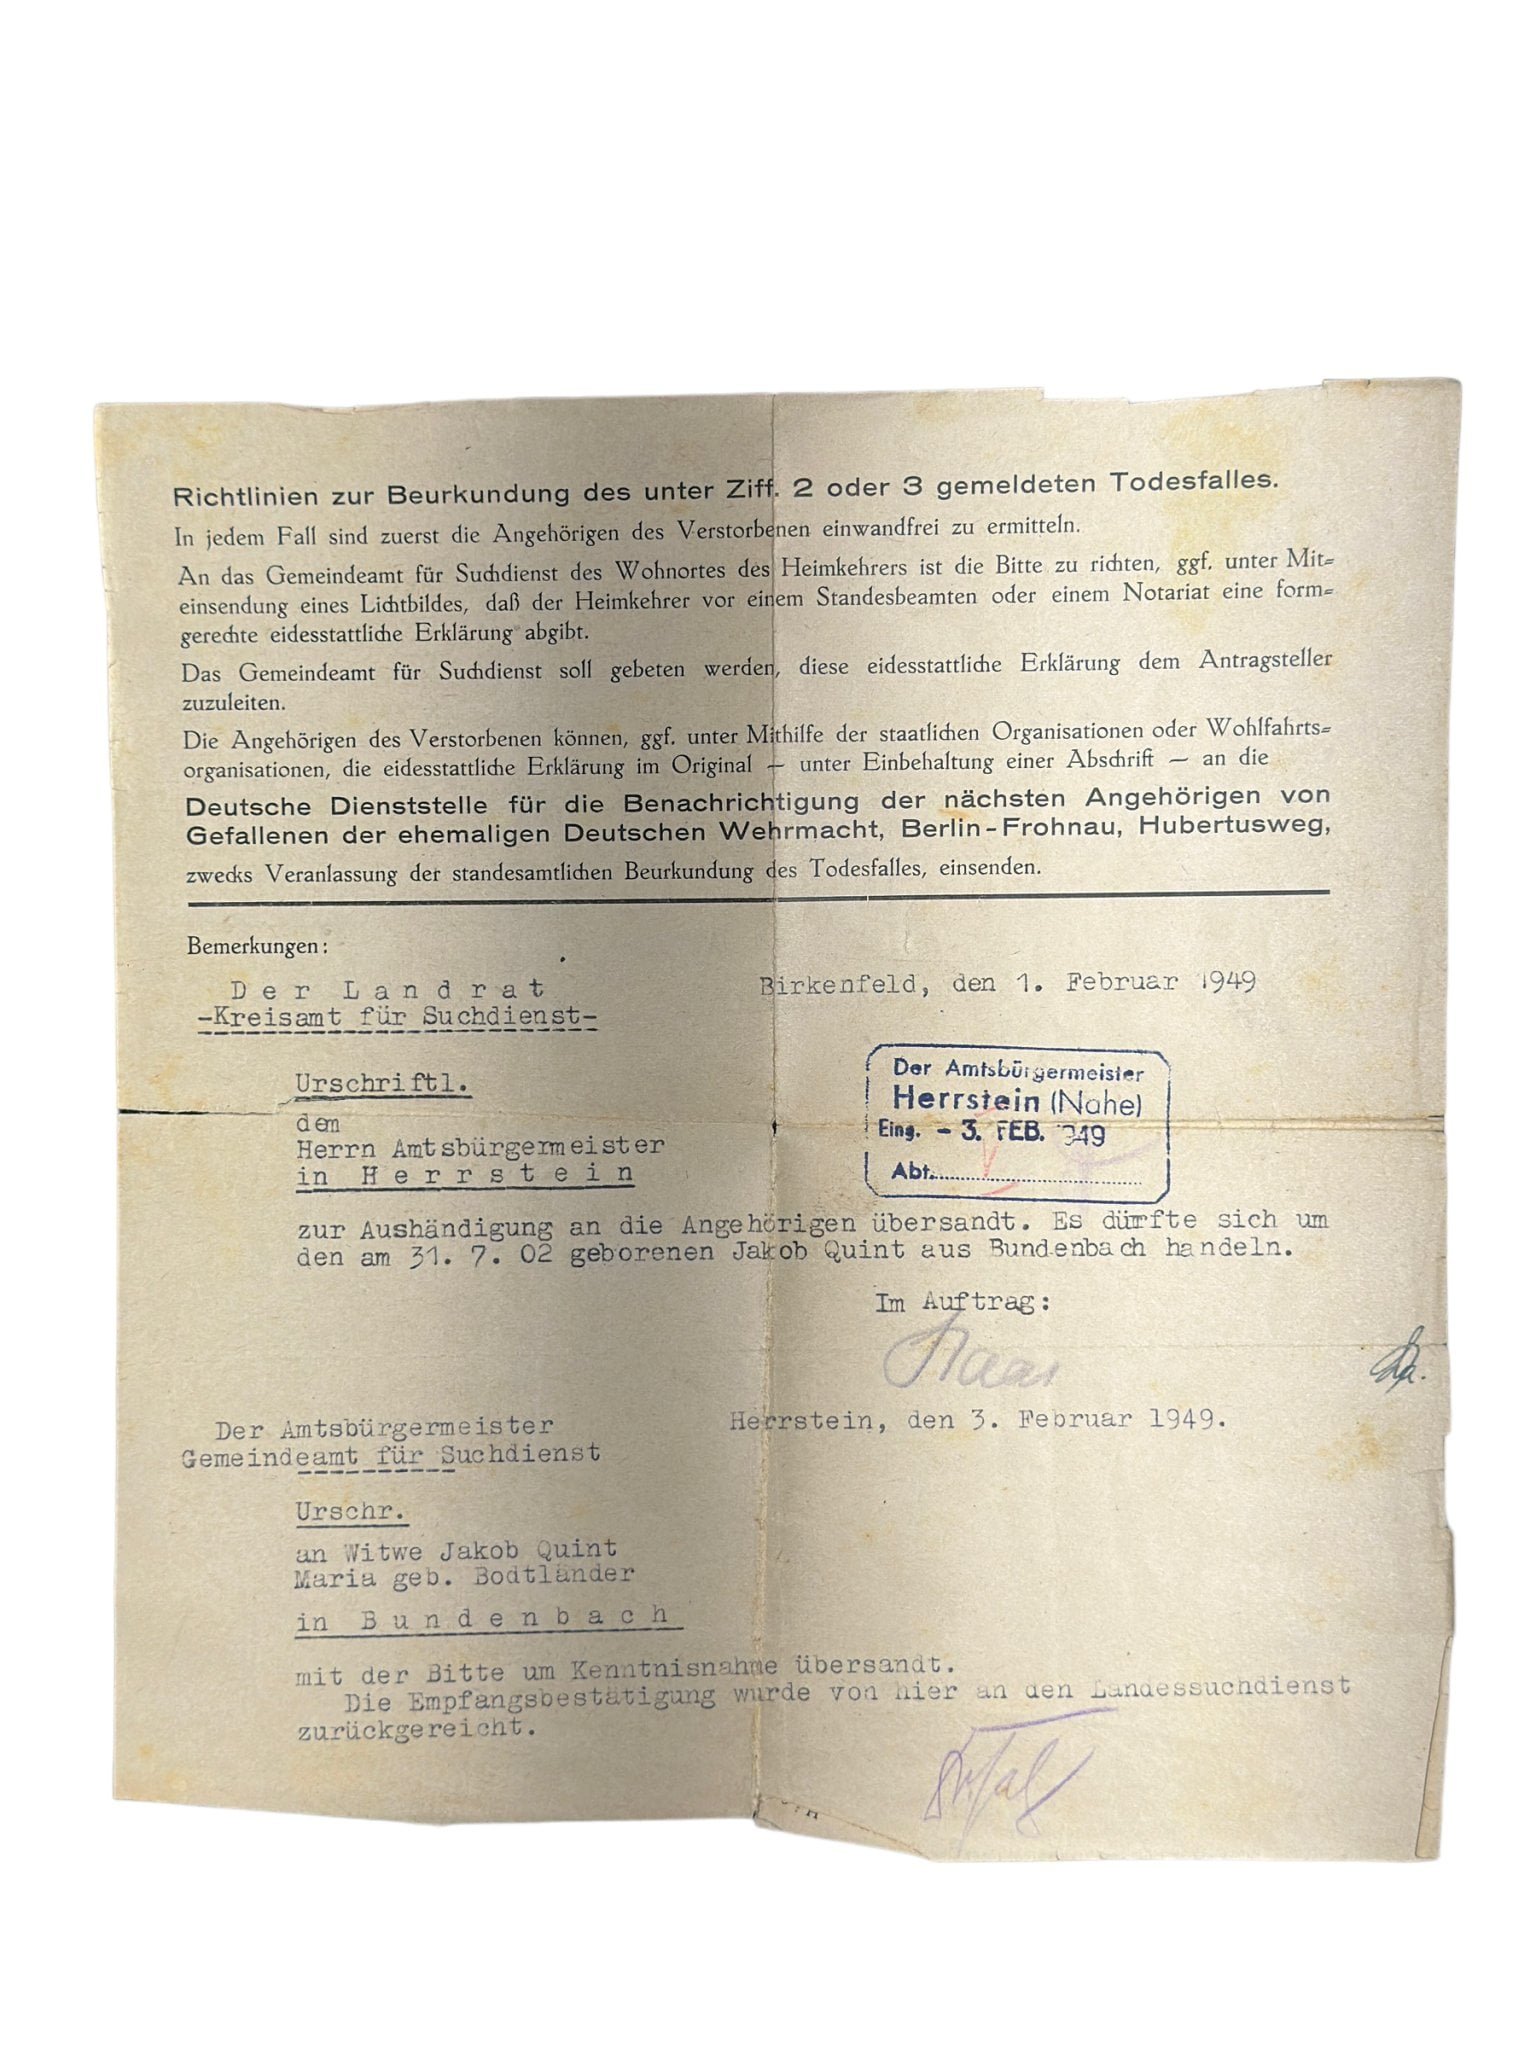 Richtlinien zur Beurkundung des unter Ziff. 2 oder 3 gemeldeten Todesfalles.
In jedem Fall sind zuerst die Angehörigen des Verstorbenen einwandfrei zu ermitteln.
An das Gemeindeamt für Suchdienst des Wohnortes des Heimkehrers ist die Bitte zu richten, ggf. unter Mit=
einsendung eines Lichtbildes, daß der Heimkehrer vor einem Standesbeamten oder einem Notariat eine form=
gerechte eidesstattliche Erklärung abgibt.
Das Gemeindeamt für Suchdienst soll gebeten werden, diese eidesstattliche Erklärung dem Antragsteller
zuzuleiten.
Die Angehörigen des Verstorbenen können, ggf. unter Mithilfe der staatlichen Organisationen oder Wohlfahrts=
organisationen, die eidesstattliche Erklärung im Original — unter Einbehaltung einer Abschrift — an die
Deutsche Dienststelle für die Benachrichtigung der nächsten Angehörigen von
Gefallenen der ehemaligen Deutschen Wehrmacht, Berlin-Frohnau, Hubertusweg,
zwecks Veranlassung der standesamtlichen Beurkundung des Todesfalles, einsenden.
Bemerkungen:
Der Landrat
-Kreisamt für Suchdienst-
Birkenfeld, den 1. Februar 1949
Urschriftl.
dem
Herrn Amtsbürgermeister
in Herrstein
Der Amtsbürgermeister
Herrstein (Nahe)
Eing. - 3. FEB. 1949
Abt.
zur Aushändigung an die Angehörigen übersandt. Es dürfte sich um
den am 31. 7. 02 geborenen Jakob Quint aus Bundenbach handeln.
Im Auftrag:
Der Amtsbürgermeister
Gemeindeamt für Suchdienst
Herrstein, den 3. Februar 1949.
Urschr.
an Witwe Jakob Quint
Maria geb. Bodtländer
in Bundenbach
mit der Bitte um Kenntnisnahme übersandt.
Die Empfangsbestätigung wurde von hier an den Landessuchdienst
zurückgereicht.